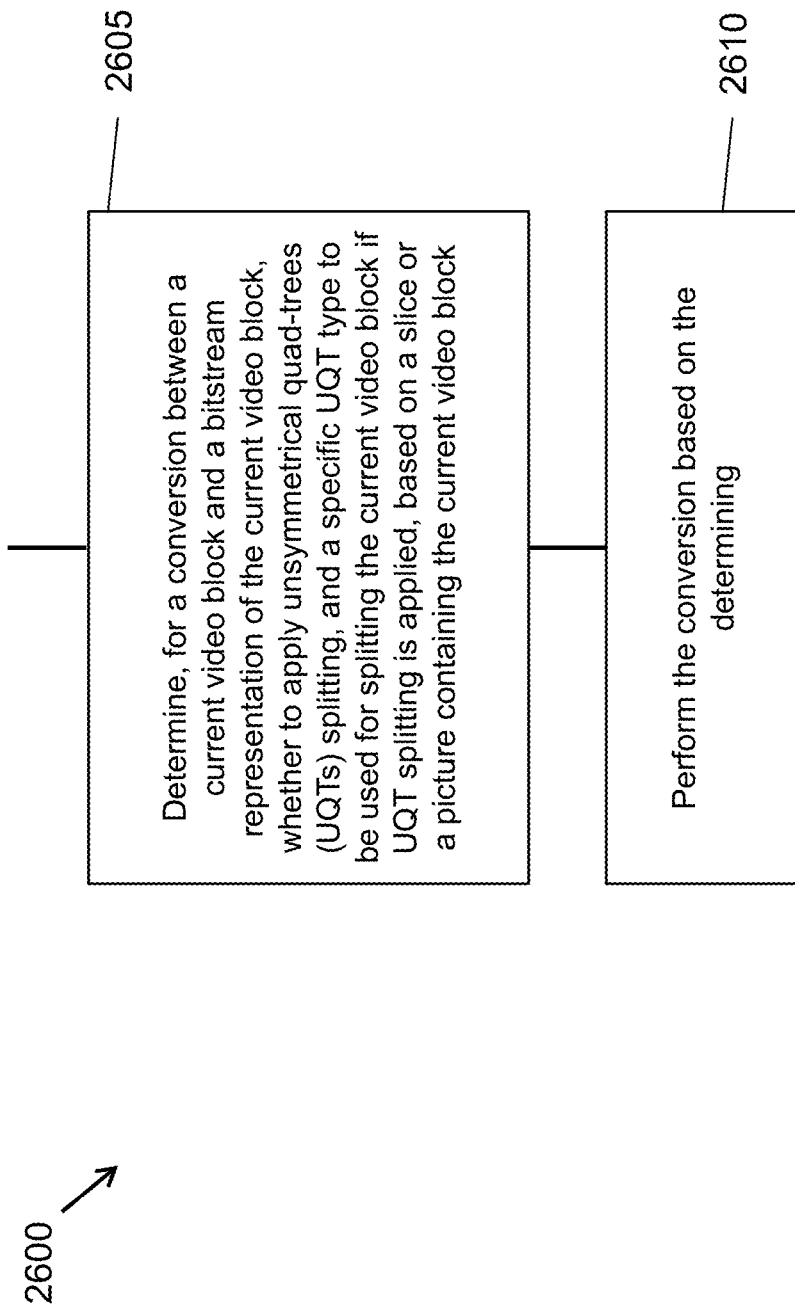 2600
2605
Determine, for a conversion between a
current video block and a bitstream
representation of the current video block,
whether to apply unsymmetrical quad-trees
(UQTs) splitting, and a specific UQT type to
be used for splitting the current video block if
UQT splitting is applied, based on a slice or
a picture containing the current video block
2610
Perform the conversion based on the
determining